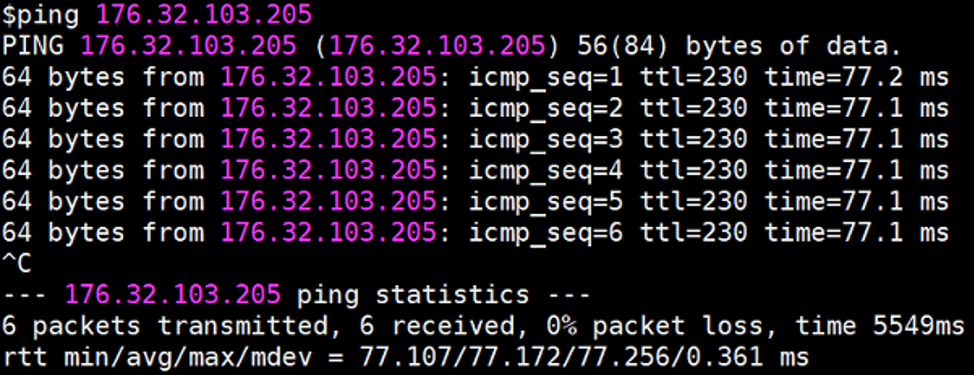 $ping 176.32.103.205
PING 176.32.103.205 (176.32.103.205) 56(84) bytes of data.
64 bytes from 176.32.103.205: icmp_seq=1 ttl=230 time=77.2 ms
64 bytes from 176.32.103.205: icmp_seq=2 ttl=230 time=77.1 ms
64 bytes from 176.32.103.205: icmp_seq=3 ttl=230 time=77.1 ms
64 bytes from 176.32.103.205: icmp_seq=4 ttl=230 time=77.1 ms
64 bytes from 176.32.103.205: icmp_seq=5 ttl=230 time=77.1 ms
64 bytes from 176.32.103.205: icmp_seq=6 ttl=230 time=77.1 ms
^C
--- 176.32.103.205 ping statistics ---
6 packets transmitted, 6 received, 0% packet loss, time 5549ms
rtt min/avg/max/mdev = 77.107/77.172/77.256/0.361 ms